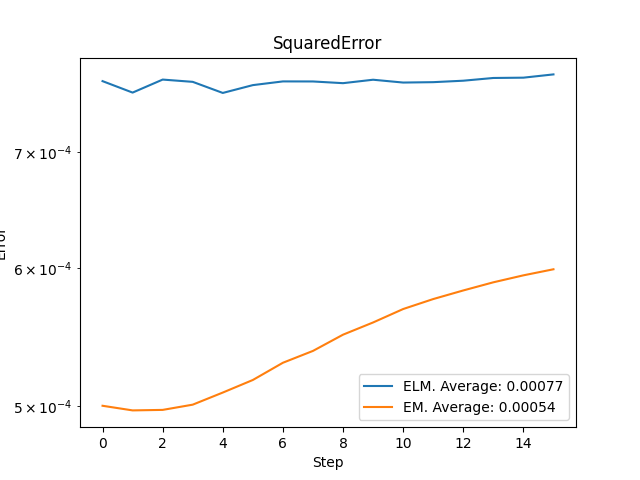 SquaredError
7 × 10⁻⁴
6 × 10⁻⁴
5 × 10⁻⁴
Error
0 2 4 6 8 10 12 14
Step
ELM. Average: 0.00077
EM. Average: 0.00054